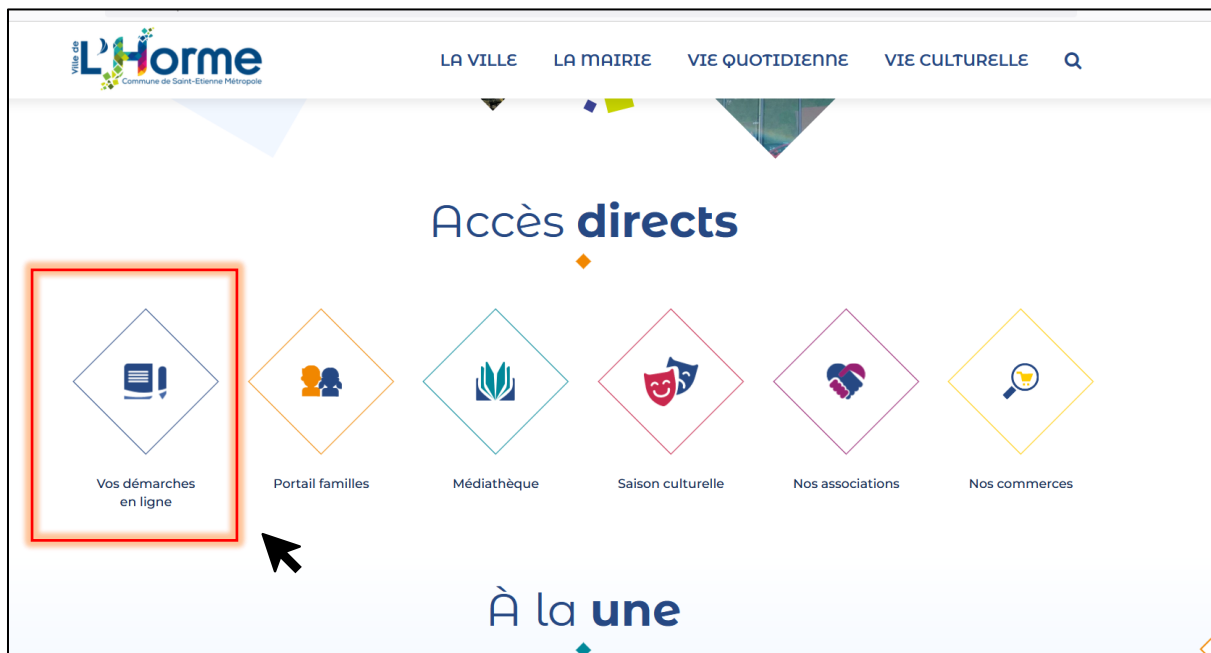 Ville de
L'Horme
Commune de Saint-Etienne Métropole
LA VILLE LA MAIRIE VIE QUOTIDIENNE VIE CULTURELLE
Accès directs
Vos démarches
en ligne
Portail familles
Médiathèque
Saison culturelle
Nos associations
Nos commerces
À la une